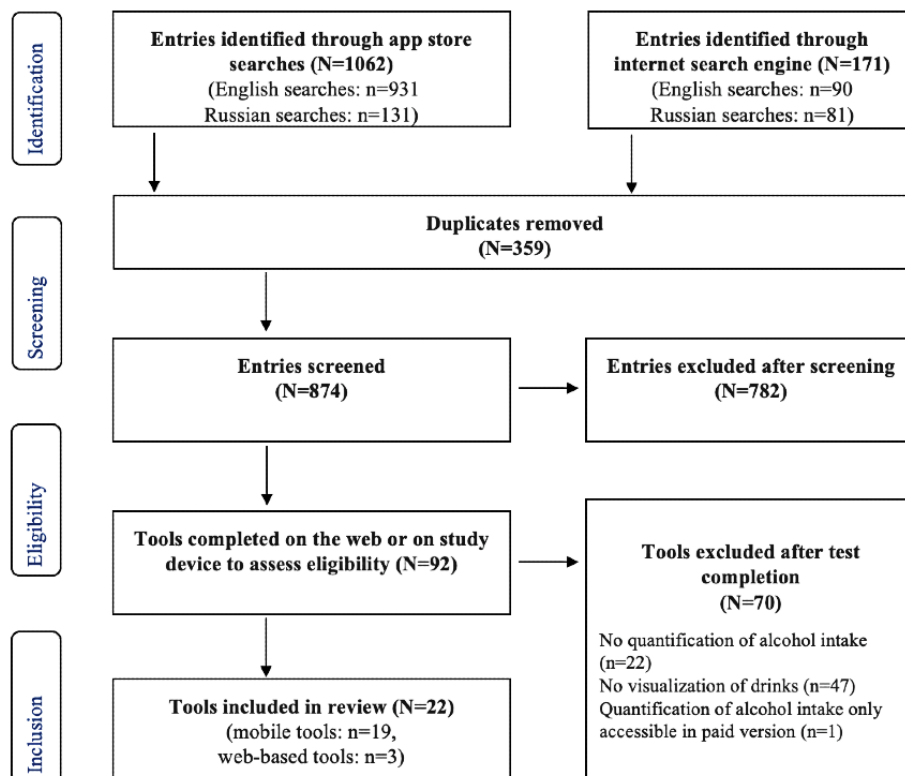 Identification
Entries identified through app store
searches (N=1062)
(English searches: n=931
Russian searches: n=131)
Entries identified through
internet search engine (N=171)
(English searches: n=90
Russian searches: n=81)
Duplicates removed
(N=359)
Screening
Entries screened
(N=874)
Entries excluded after screening
(N=782)
Eligibility
Tools completed on the web or on study
device to assess eligibility (N=92)
Tools excluded after test
completion
(N=70)
No quantification of alcohol intake
(n=22)
No visualization of drinks (n=47)
Quantification of alcohol intake only
accessible in paid version (n=1)
Inclusion
Tools included in review (N=22)
(mobile tools: n=19,
web-based tools: n=3)